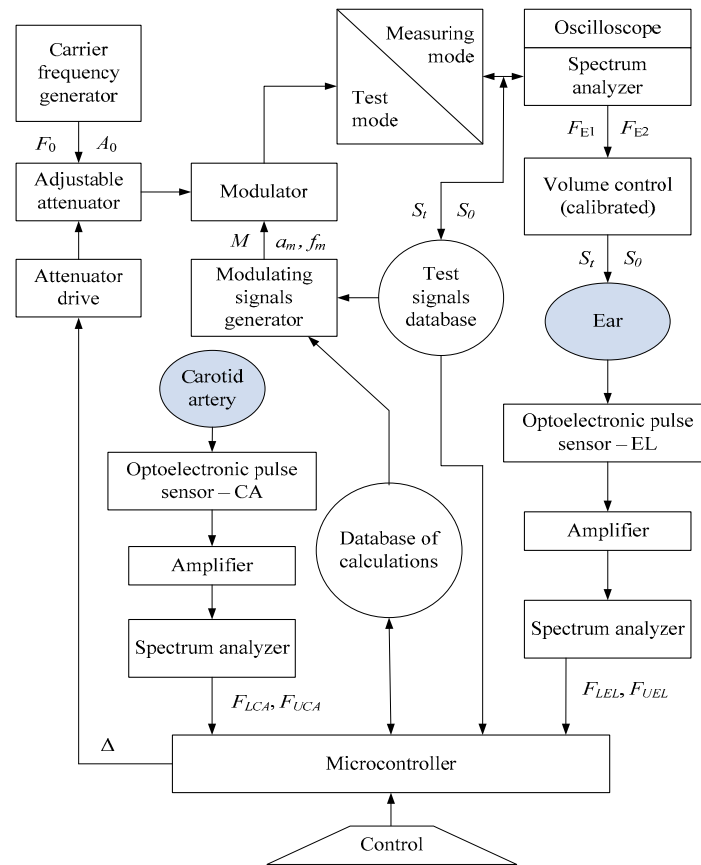 Carrier
frequency
generator
Measuring
mode
Test
mode
Oscilloscope
Spectrum
analyzer
F0 A0
FE1 FE2
Adjustable
attenuator
Modulator
Volume control
(calibrated)
M am, fm
St S0
St S0
Attenuator
drive
Modulating
signals
generator
Test
signals
database
Ear
Carotid
artery
Optoelectronic pulse
sensor – CA
Optoelectronic pulse
sensor – EL
Database of
calculations
Amplifier
Amplifier
Spectrum analyzer
Spectrum analyzer
FLCA, FUCA
FLEL, FUEL
Δ
Microcontroller
Control